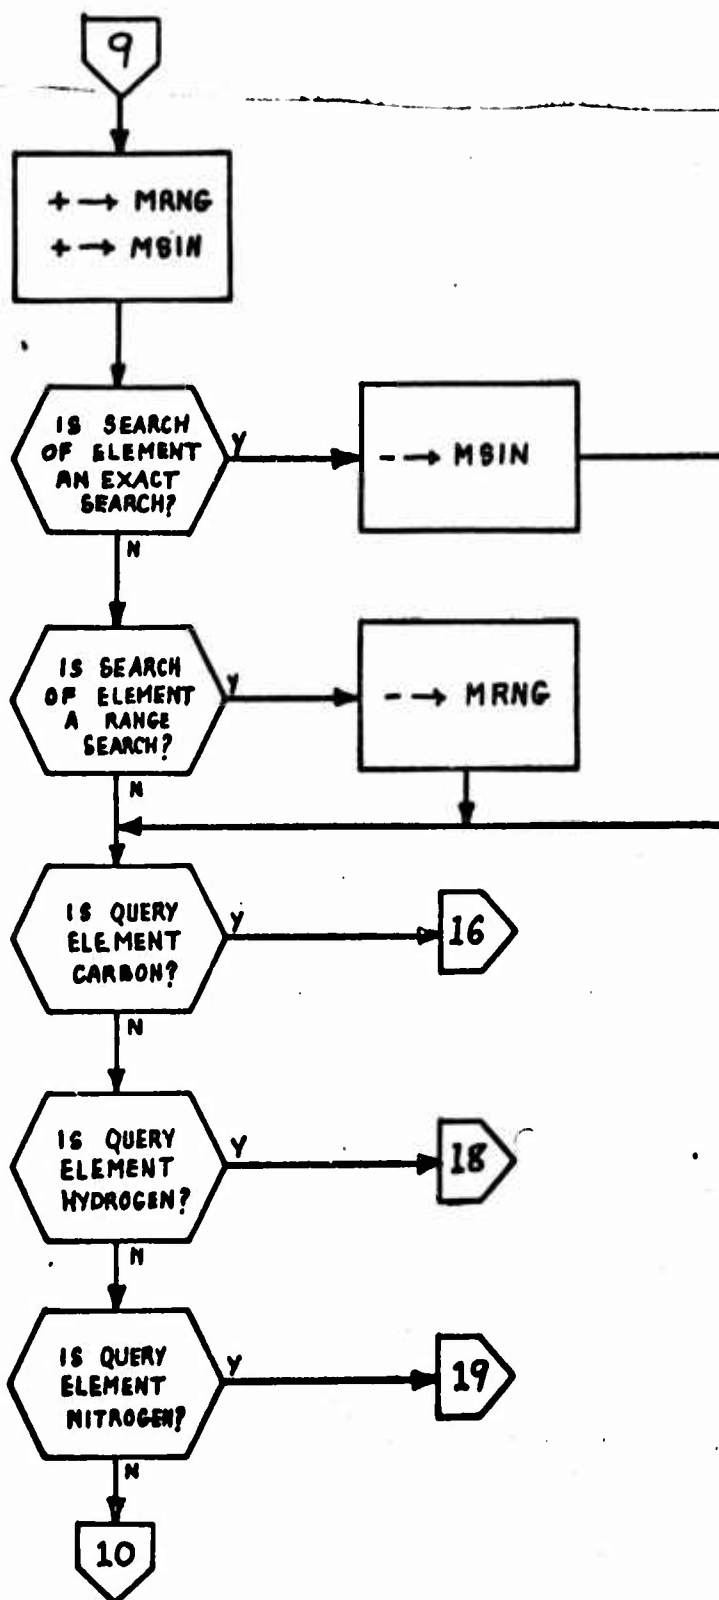 9
+ → MRNG
+ → MSIN
IS SEARCH
OF ELEMENT
AN EXACT
SEARCH?
Y
- → MSIN
N
IS SEARCH
OF ELEMENT
A RANGE
SEARCH?
Y
- → MRNG
N
IS QUERY
ELEMENT
CARBON?
Y
16
N
IS QUERY
ELEMENT
HYDROGEN?
Y
18
N
IS QUERY
ELEMENT
NITROGEN?
Y
19
N
10